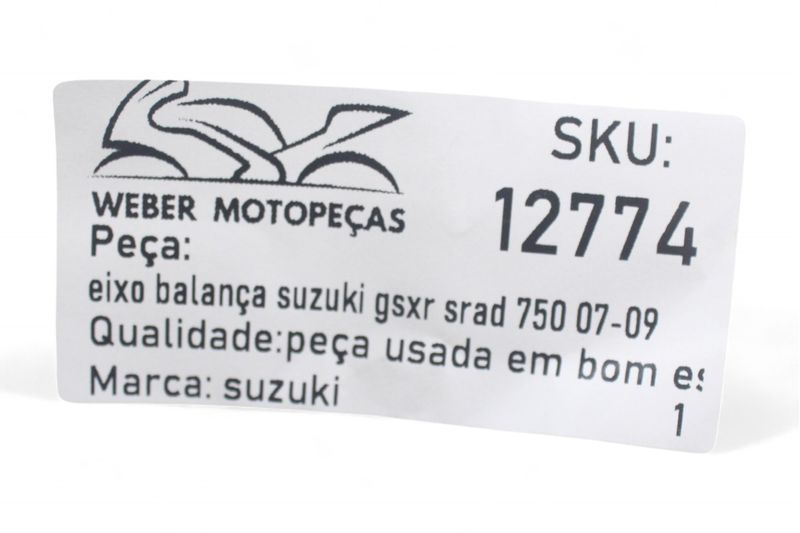 WEBER MOTOPEÇAS
SKU:
12774
Peça:
eixo balança suzuki gsxr srad 750 07-09
Qualidade:peça usada em bom
Marca: suzuki
1